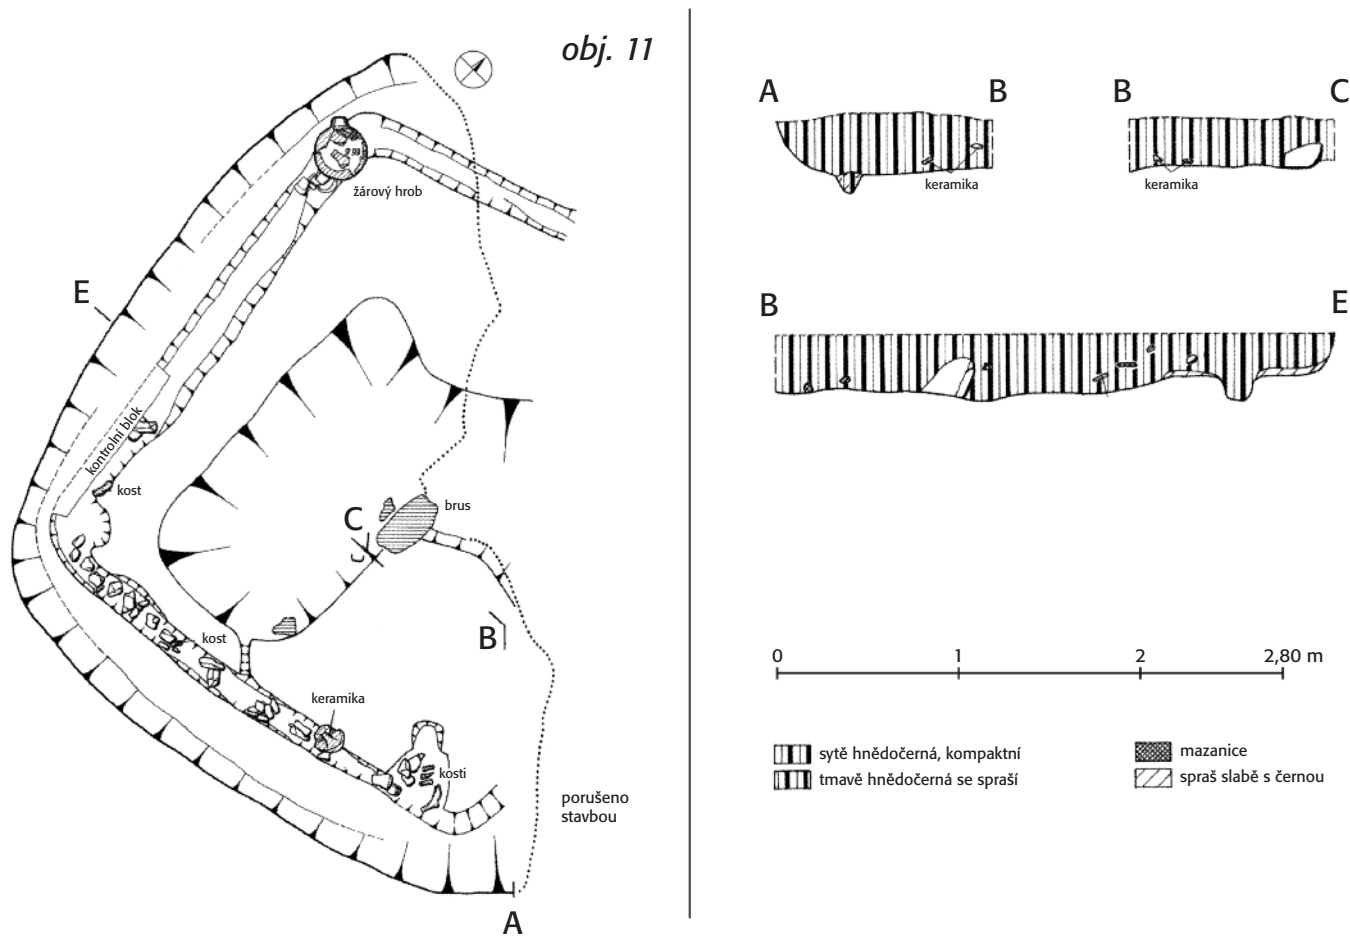 obj. 11
žárový hrob
E
kontrolní blok
kost
brus
C
kost
B
keramika
kosti
porušeno
stavbou
A
A B
keramika
B C
keramika
B E
0 1 2 2,80 m
sytě hnědočerná, kompaktní
tmavě hnědočerná se spraší
mazanice
spraš slabě s černou